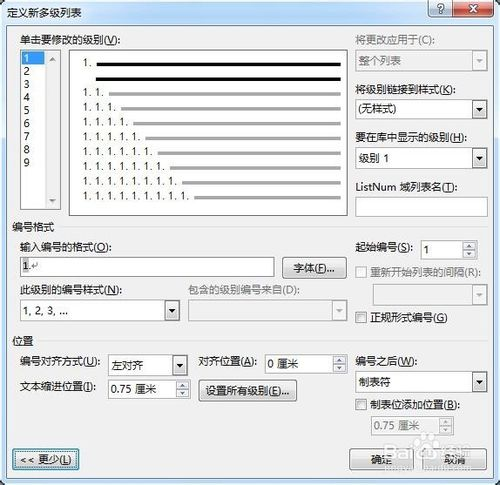 定义新多级列表
单击要修改的级别(V):
1
2
3
4
5
6
7
8
9
1.
1. 1.
1. 1. 1.
1. 1. 1. 1.
1. 1. 1. 1. 1.
1. 1. 1. 1. 1. 1.
1. 1. 1. 1. 1. 1. 1.
1. 1. 1. 1. 1. 1. 1. 1.
1. 1. 1. 1. 1. 1. 1. 1. 1.
将更改应用于(C):
整个列表
将级别链接到样式(K):
(无样式)
要在库中显示的级别(H):
级别 1
ListNum 域列表名(T):
编号格式
输入编号的格式(O):
1.
字体(F)...
起始编号(S):
1
重新开始列表的间隔(R):
此级别的编号样式(N):
包含的级别编号来自(D):
1, 2, 3, ...
正规形式编号(G)
位置
编号对齐方式(U):
左对齐
对齐位置(A):
0 厘米
编号之后(W):
制表符
文本缩进位置(I):
0.75 厘米
设置所有级别(E)...
制表位添加位置(B):
0.75 厘米
<< 更少(L)
确定
取消
Baidu 经验